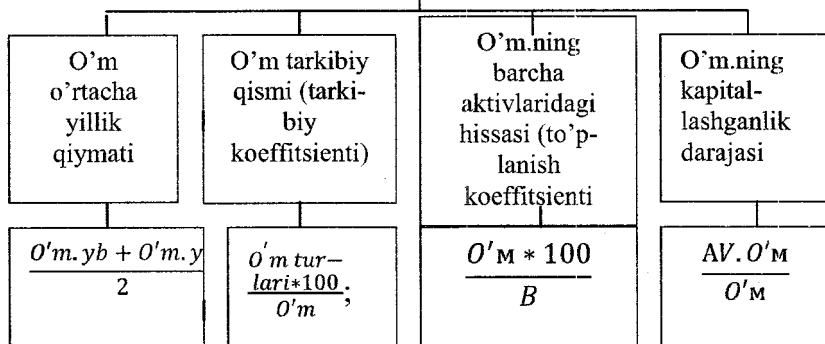 O’m
o’rtacha
yillik
qiymati
O’m tarkibiy
qismi (tarki-
biy
koeffitsienti)
O’m.ning
barcha
aktivlaridagi
hissasi (to’p-
lanish
koeffitsienti
O’m.ning
kapital-
lashganlik
darajasi
O'm.yb + O'm.y
2
O'm tur–
lari*100
O'm ;
O'м * 100
B
AV.O'м
O'м